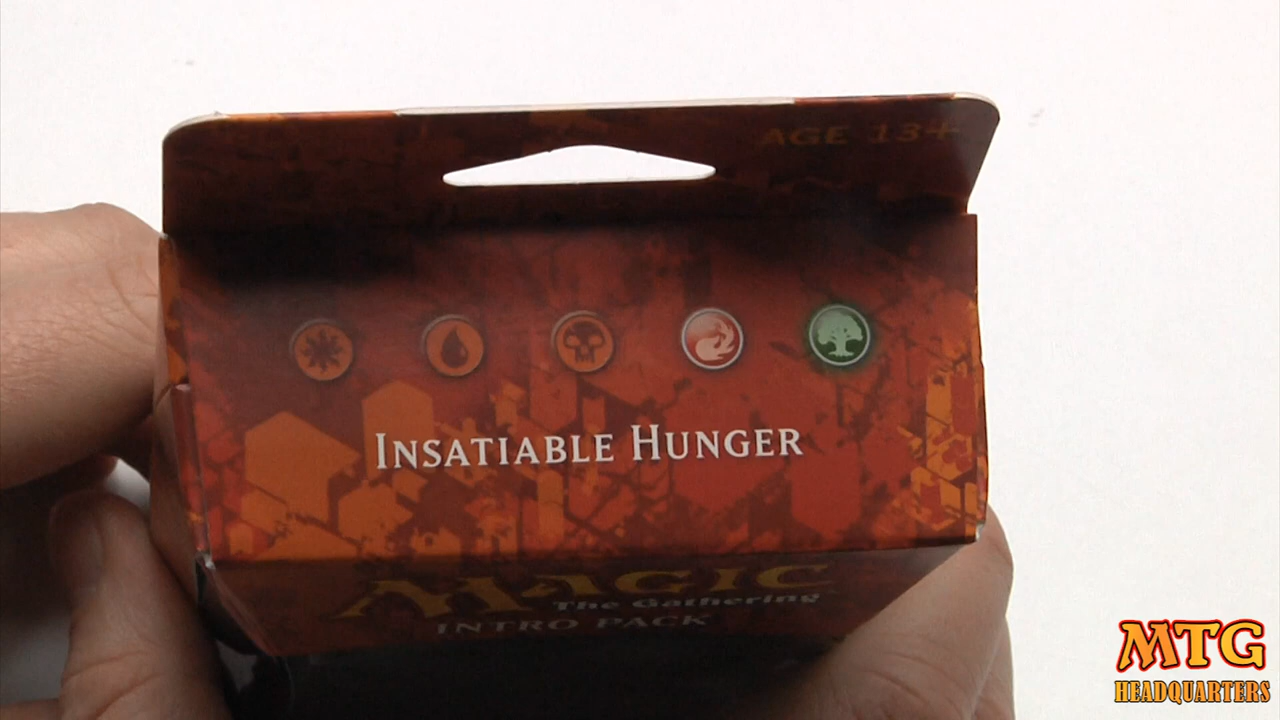 AGE 13+
INSATIABLE HUNGER
MAGIC
The Gathering
INTRO PACK
MTG
HEADQUARTERS